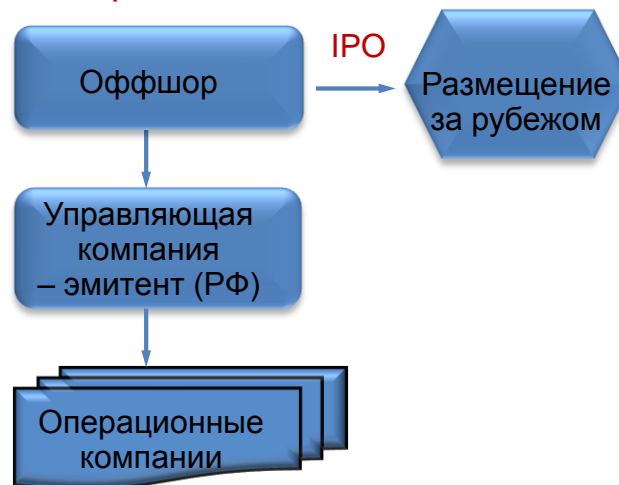 Оффшор
IPO
Размещение
за рубежом
Управляющая
компания
– эмитент (РФ)
Операционные
компании